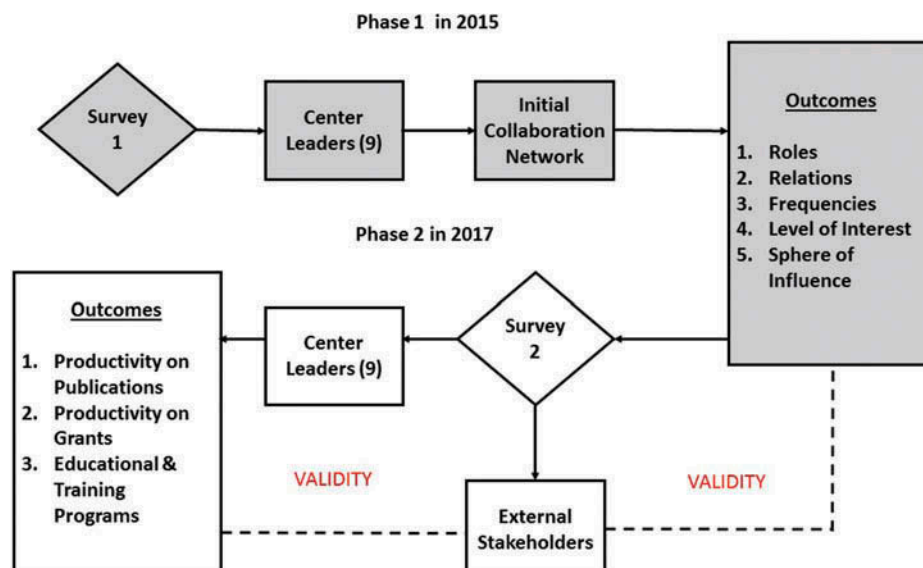 Phase 1 in 2015
Survey
1
Center
Leaders (9)
Initial
Collaboration
Network
Outcomes
1. Roles
2. Relations
3. Frequencies
4. Level of Interest
5. Sphere of
Influence
Phase 2 in 2017
Outcomes
1. Productivity on
Publications
2. Productivity on
Grants
3. Educational &
Training
Programs
Center
Leaders (9)
Survey
2
VALIDITY
External
Stakeholders
VALIDITY